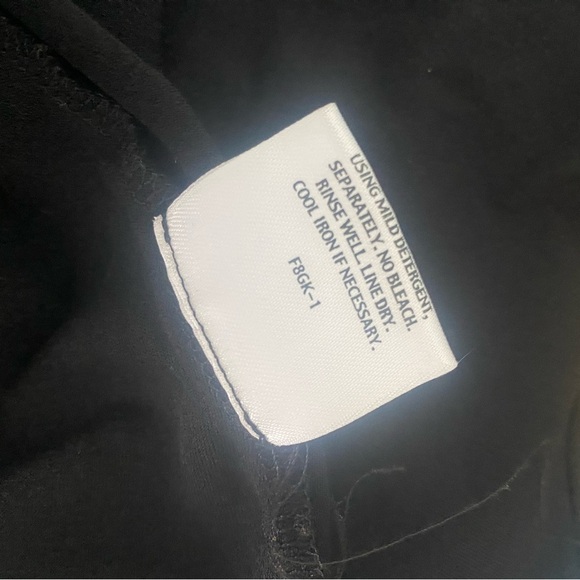 USING MILD DETERGENT,
SEPARATELY. NO BLEACH.
RINSE WELL. LINE DRY.
COOL IRON IF NECESSARY.
F8GK-1